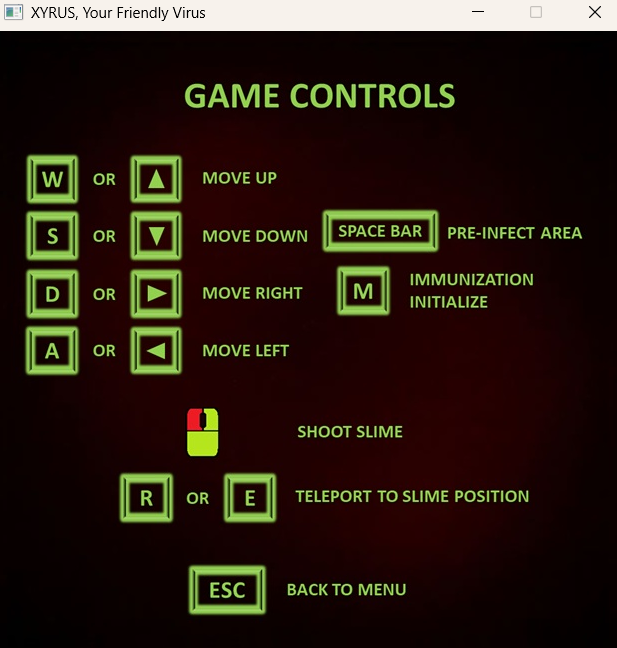 XYRUS, Your Friendly Virus
GAME CONTROLS
W OR ▲ MOVE UP
S OR ▼ MOVE DOWN
SPACE BAR PRE-INFECT AREA
D OR ▶ MOVE RIGHT
M IMMUNIZATION
INITIALIZE
A OR ◀ MOVE LEFT
SHOOT SLIME
R OR E TELEPORT TO SLIME POSITION
ESC BACK TO MENU